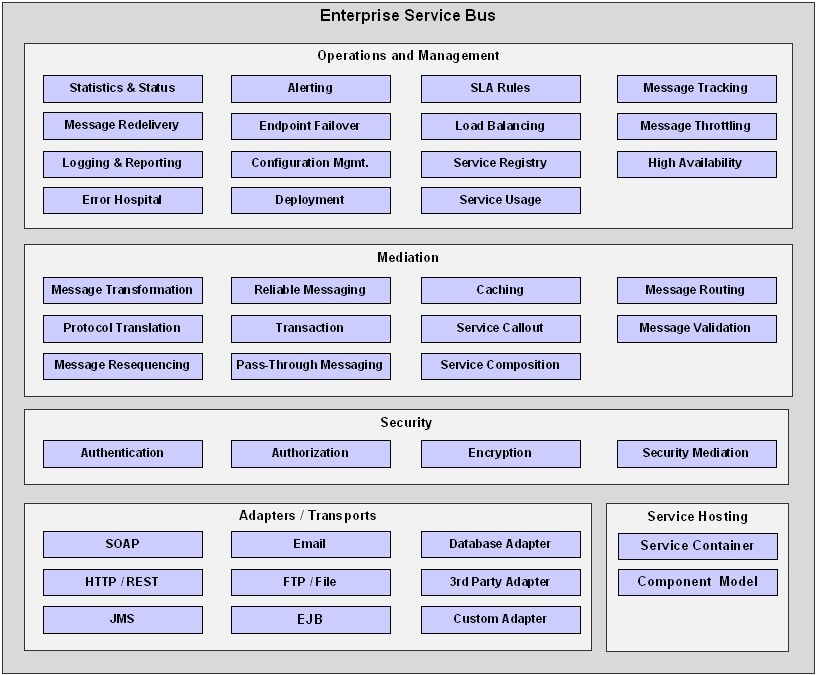 Enterprise Service Bus
Operations and Management
Statistics & Status
Alerting
SLA Rules
Message Tracking
Message Redelivery
Endpoint Failover
Load Balancing
Message Throttling
Logging & Reporting
Configuration Mgmt.
Service Registry
High Availability
Error Hospital
Deployment
Service Usage
Mediation
Message Transformation
Reliable Messaging
Caching
Message Routing
Protocol Translation
Transaction
Service Callout
Message Validation
Message Resequencing
Pass-Through Messaging
Service Composition
Security
Authentication
Authorization
Encryption
Security Mediation
Adapters / Transports
SOAP
Email
Database Adapter
HTTP / REST
FTP / File
3rd Party Adapter
JMS
EJB
Custom Adapter
Service Hosting
Service Container
Component Model